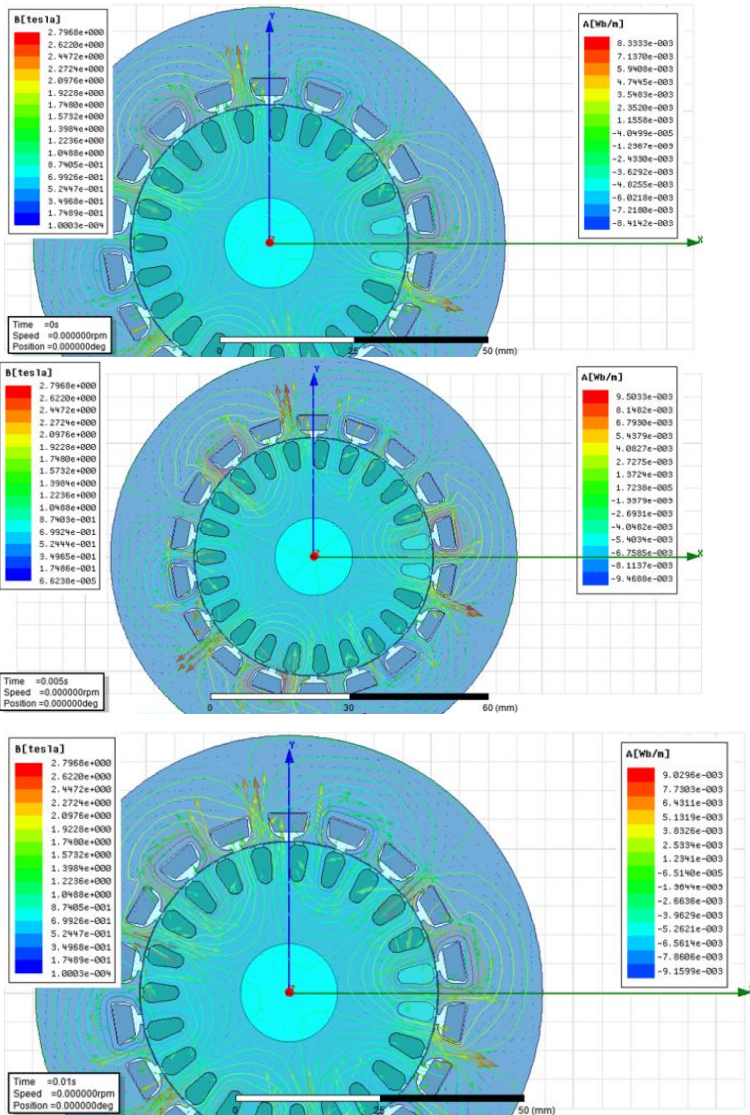 B[tesla]
2.7968e+000
2.6220e+000
2.4472e+000
2.2724e+000
2.0976e+000
1.9228e+000
1.7480e+000
1.5732e+000
1.3984e+000
1.2236e+000
1.0488e+000
8.7405e-001
6.9926e-001
5.2447e-001
3.4968e-001
1.7489e-001
1.0003e-004
Y
A[Wb/m]
8.3333e-003
7.1370e-003
5.9408e-003
4.7445e-003
3.5483e-003
2.3520e-003
1.1558e-003
-4.0499e-005
-1.2367e-003
-2.4330e-003
-3.6292e-003
-4.8255e-003
-6.0218e-003
-7.2180e-003
-8.4142e-003
X
Time =0s
Speed =0.000000rpm
Position =0.000000deg
0 25 50 (mm)
B[tesla]
2.7968e+000
2.6220e+000
2.4472e+000
2.2724e+000
2.0976e+000
1.9228e+000
1.7480e+000
1.5732e+000
1.3984e+000
1.2236e+000
1.0488e+000
8.7403e-001
6.9924e-001
5.2444e-001
3.4965e-001
1.7486e-001
6.6238e-005
Y
A[Wb/m]
9.5033e-003
8.1482e-003
6.7930e-003
5.4379e-003
4.0827e-003
2.7275e-003
1.3724e-003
1.7238e-005
-1.3379e-003
-2.6931e-003
-4.0482e-003
-5.4034e-003
-6.7585e-003
-8.1137e-003
-9.4688e-003
X
Time =0.005s
Speed =0.000000rpm
Position =0.000000deg
0 30 60 (mm)
B[tesla]
2.7968e+000
2.6220e+000
2.4472e+000
2.2724e+000
2.0976e+000
1.9228e+000
1.7480e+000
1.5732e+000
1.3984e+000
1.2236e+000
1.0488e+000
8.7405e-001
6.9926e-001
5.2447e-001
3.4968e-001
1.7489e-001
1.0003e-004
Y
A[Wb/m]
9.0296e-003
7.7303e-003
6.4311e-003
5.1319e-003
3.8326e-003
2.5334e-003
1.2341e-003
-6.5140e-005
-1.3644e-003
-2.6636e-003
-3.9629e-003
-5.2621e-003
-6.5614e-003
-7.8606e-003
-9.1599e-003
Time =0.01s
Speed =0.000000rpm
Position =0.000000deg
0 25 50 (mm)